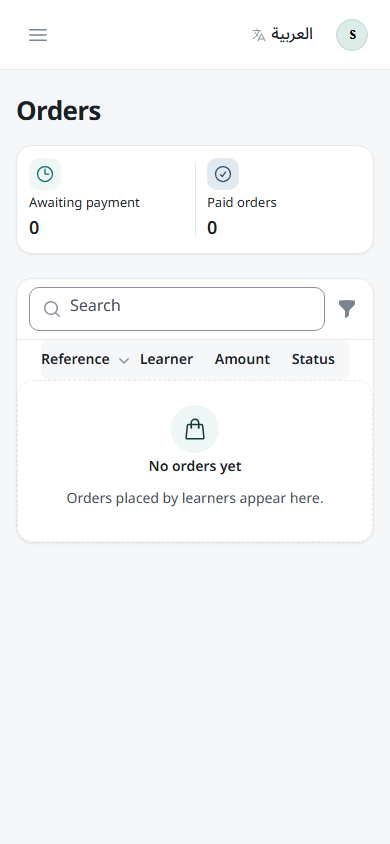 العربية
S
Orders
Awaiting payment
0
Paid orders
0
Search
Reference Learner Amount Status
No orders yet
Orders placed by learners appear here.